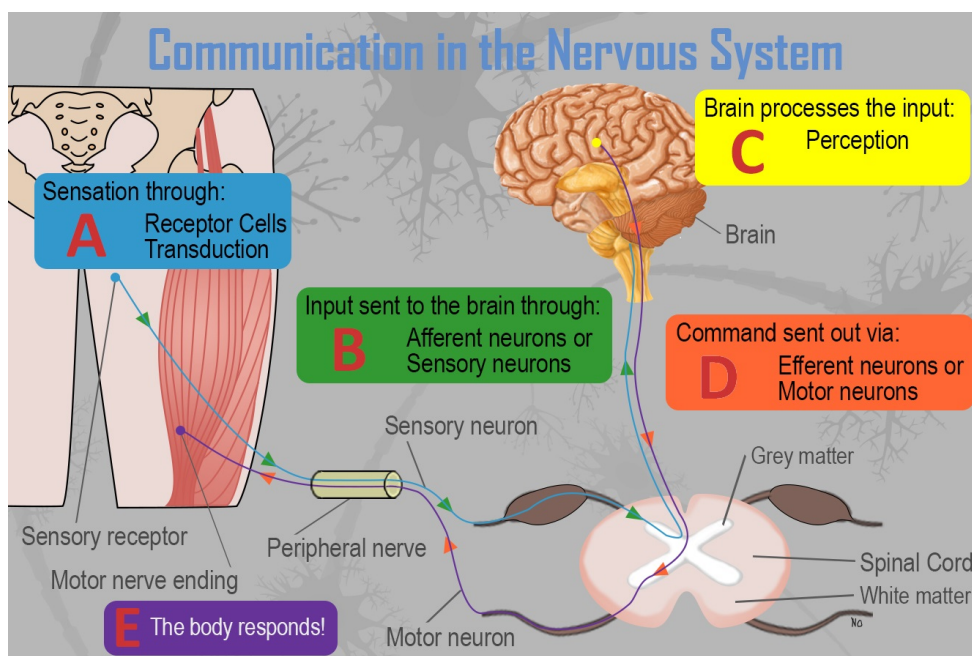 Communication in the Nervous System
Brain processes the input:
C
Perception
Sensation through:
A
Receptor Cells
Transduction
Brain
Input sent to the brain through:
B
Afferent neurons or
Sensory neurons
Command sent out via:
D
Efferent neurons or
Motor neurons
Sensory neuron
Grey matter
Sensory receptor
Peripheral nerve
Spinal Cord
Motor nerve ending
White matter
E The body responds!
Motor neuron